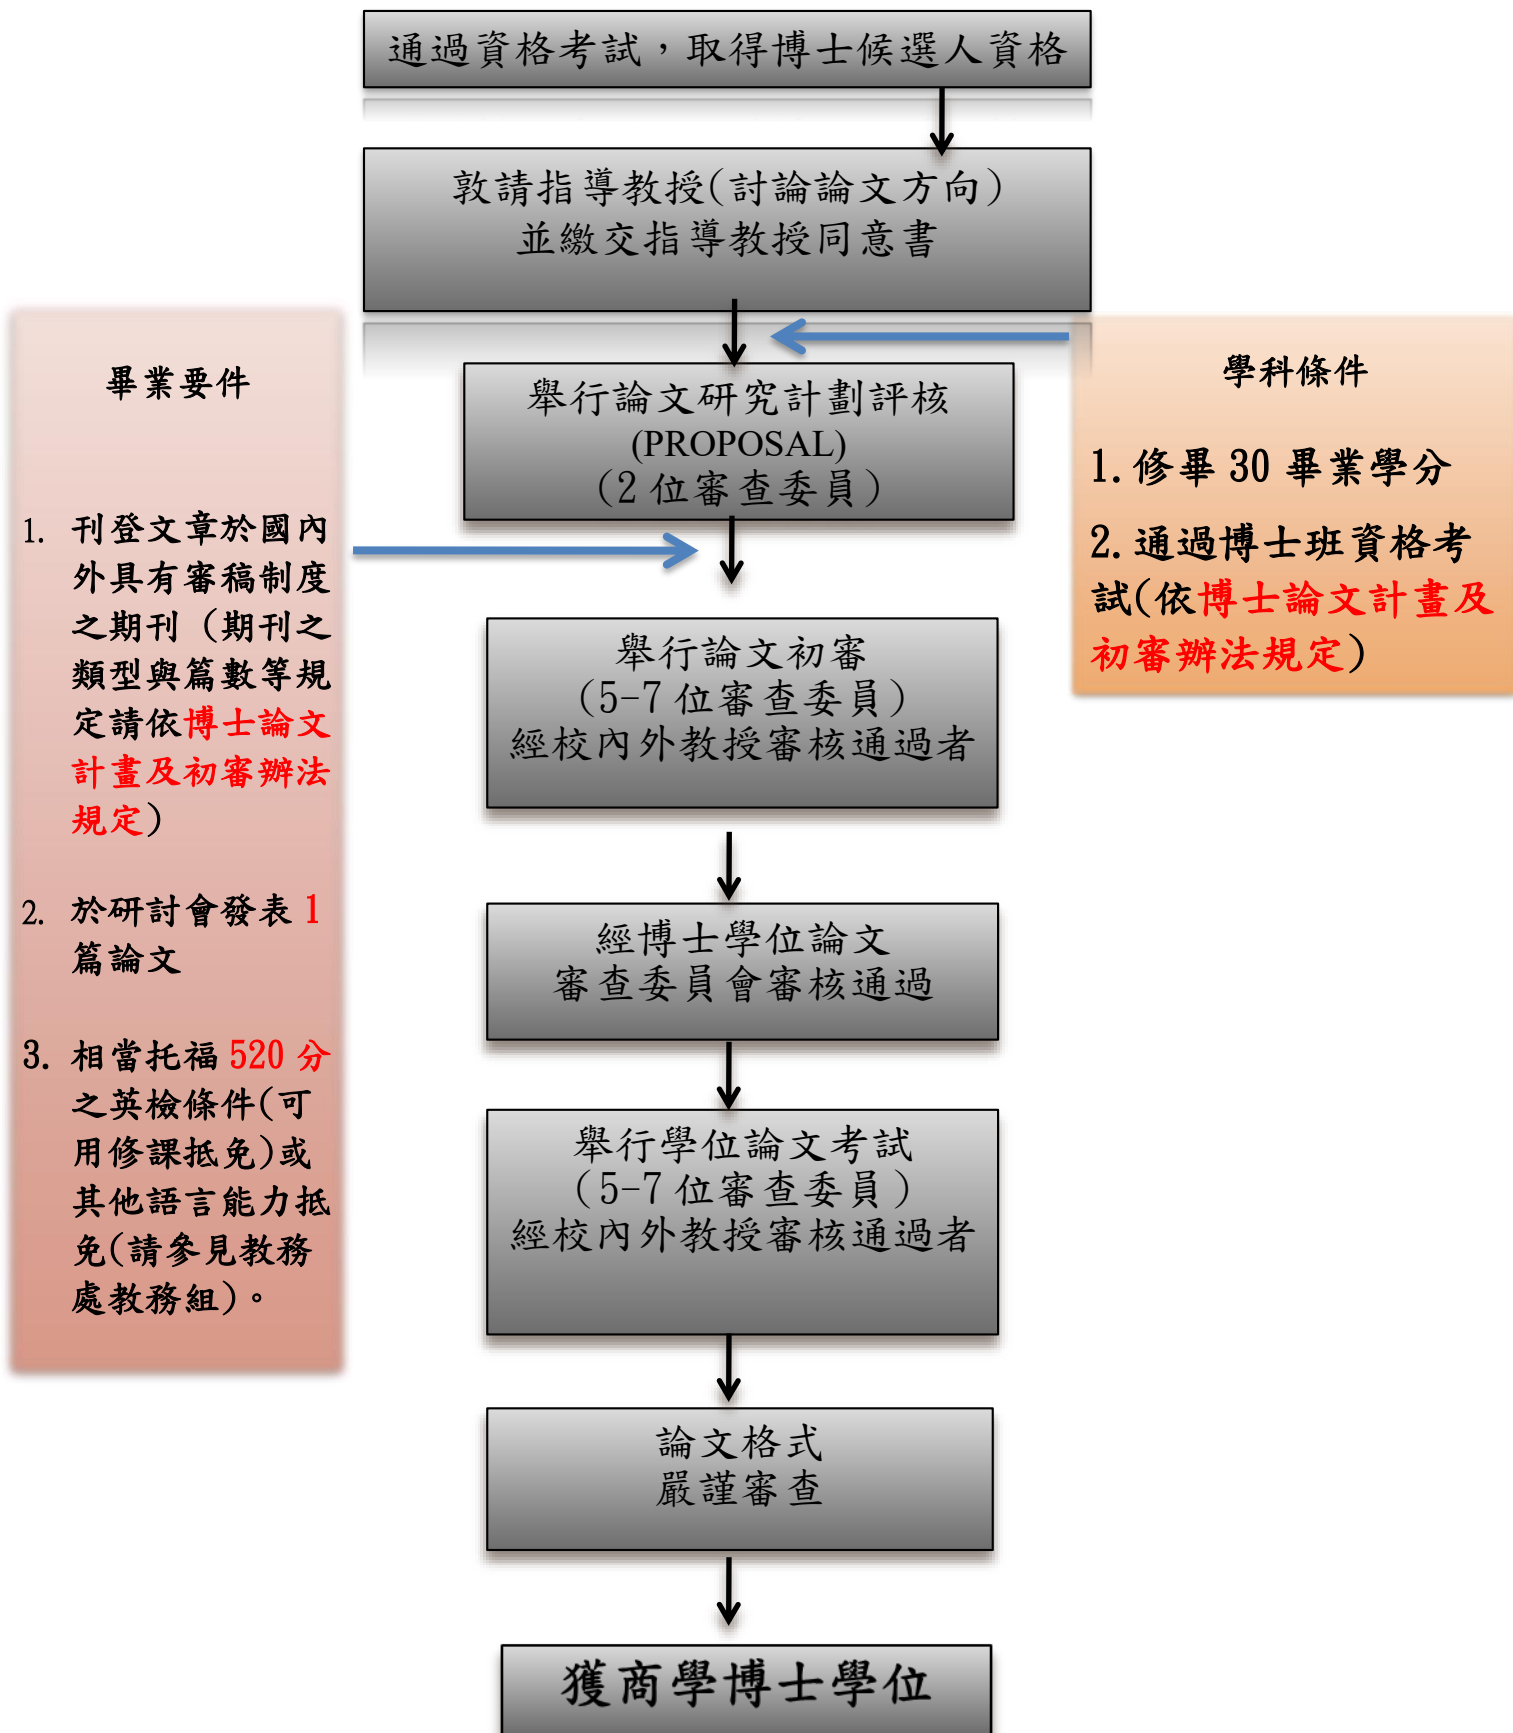 通過資格考試，取得博士候選人資格
敦請指導教授(討論論文方向)
並繳交指導教授同意書
畢業要件
1. 刊登文章於國內
外具有審稿制度
之期刊（期刊之
類型與篇數等規
定請依博士論文
計畫及初審辦法
規定)
2. 於研討會發表 1
篇論文
3. 相當托福 520 分
之英檢條件(可
用修課抵免)或
其他語言能力抵
免(請參見教務
處教務組)。
學科條件
1.修畢 30 畢業學分
2.通過博士班資格考
試(依博士論文計畫及
初審辦法規定)
舉行論文研究計劃評核
(PROPOSAL)
(2 位審查委員)
舉行論文初審
(5-7 位審查委員)
經校內外教授審核通過者
經博士學位論文
審查委員會審核通過
舉行學位論文考試
(5-7 位審查委員)
經校內外教授審核通過者
論文格式
嚴謹審查
獲商學博士學位